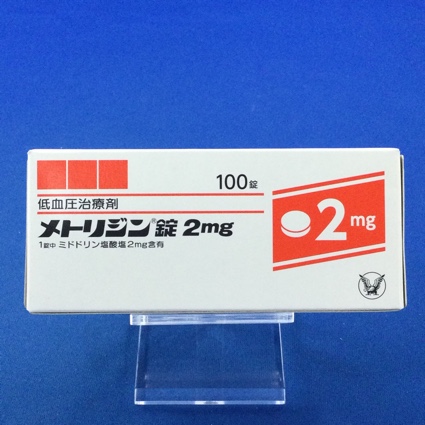 100錠
低血圧治療剤
メトリジン®錠 2mg
1錠中 ミドドリン塩酸塩2mg含有
2mg